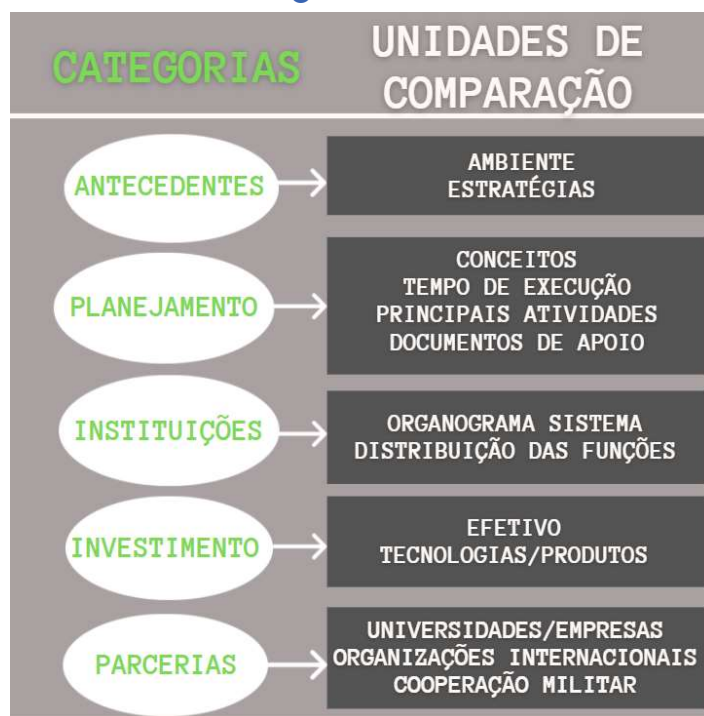 CATEGORIAS
UNIDADES DE
COMPARAÇÃO
ANTECEDENTES
AMBIENTE
ESTRATÉGIAS
PLANEJAMENTO
CONCEITOS
TEMPO DE EXECUÇÃO
PRINCIPAIS ATIVIDADES
DOCUMENTOS DE APOIO
INSTITUIÇÕES
ORGANOGRAMA SISTEMA
DISTRIBUIÇÃO DAS FUNÇÕES
INVESTIMENTO
EFETIVO
TECNOLOGIAS/PRODUTOS
PARCERIAS
UNIVERSIDADES/EMPRESAS
ORGANIZAÇÕES INTERNACIONAIS
COOPERAÇÃO MILITAR